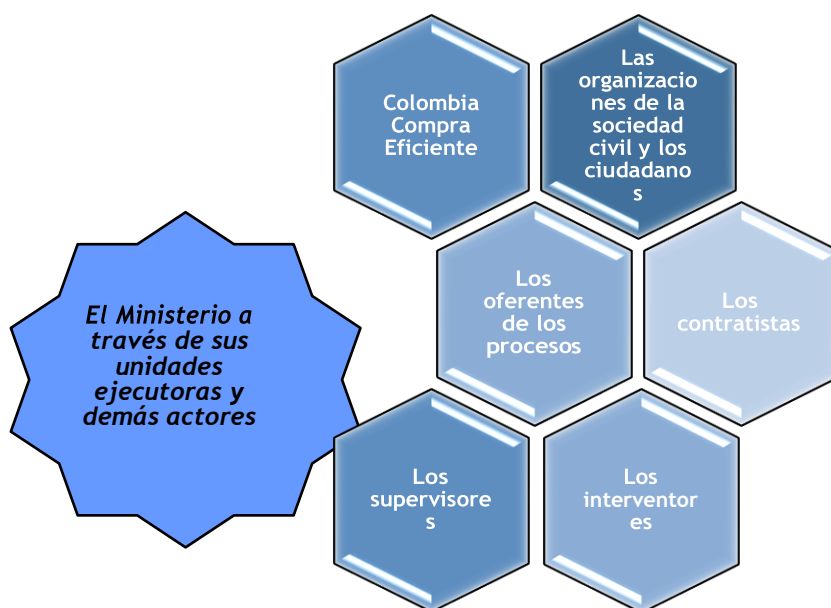 Colombia
Compra
Eficiente
Las
organizacio
nes de la
sociedad
civil y los
ciudadano
s
El Ministerio a
través de sus
unidades
ejecutoras y
demás actores
Los
oferentes
de los
procesos
Los
contratistas
Los
supervisore
s
Los
interventor
es